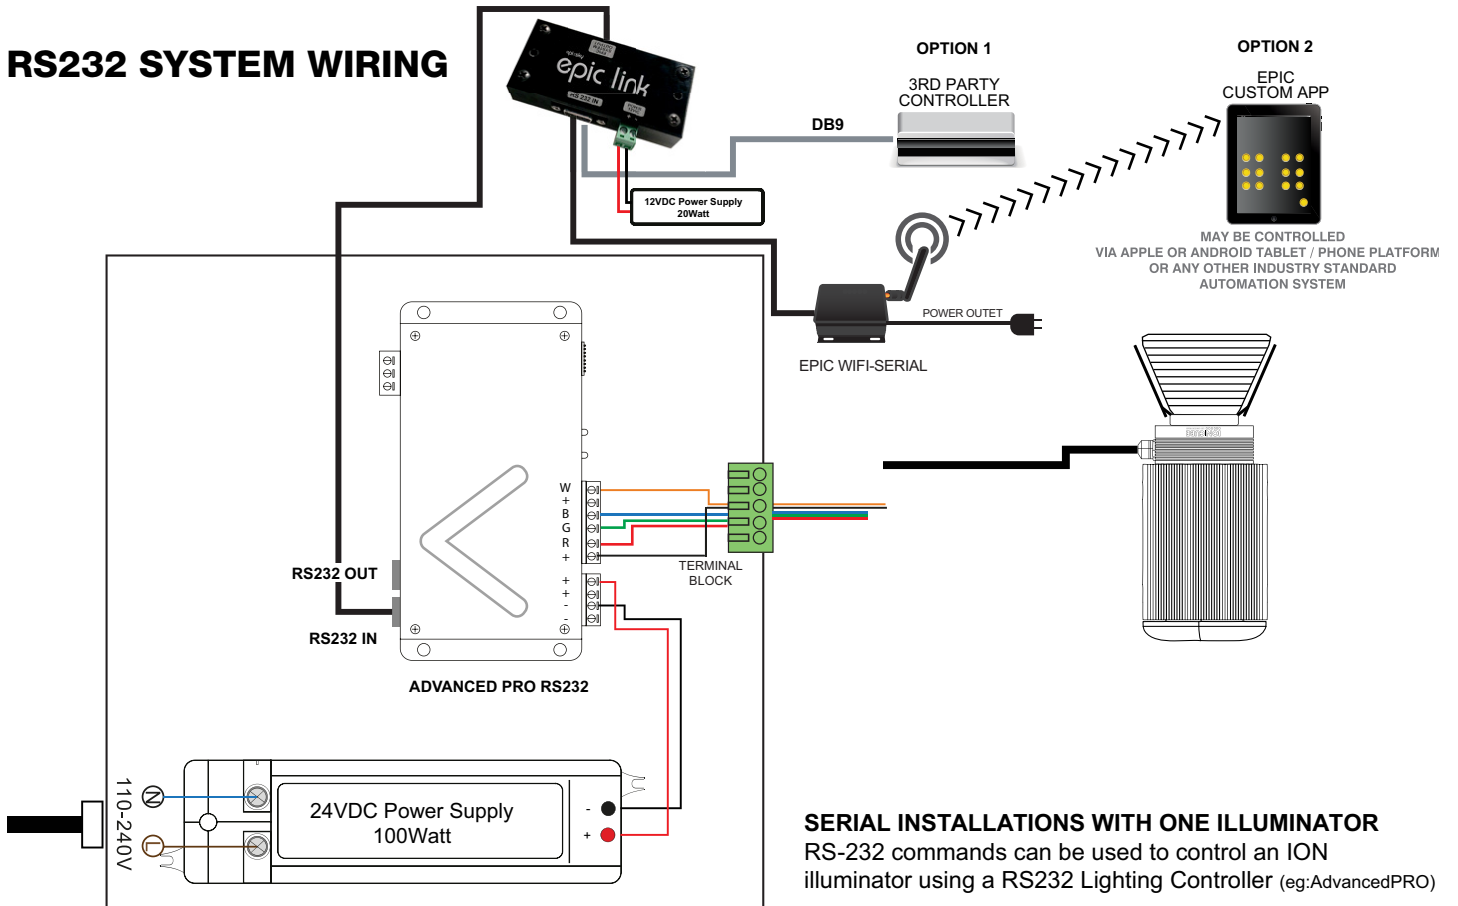 RS232 SYSTEM WIRING
epic link
RS 232 IN
OPTION 1
3RD PARTY
CONTROLLER
OPTION 2
EPIC
CUSTOM APP
DB9
12VDC Power Supply
20Watt
MAY BE CONTROLLED
VIA APPLE OR ANDROID TABLET / PHONE PLATFORM
OR ANY OTHER INDUSTRY STANDARD
AUTOMATION SYSTEM
POWER OUTET
EPIC WIFI-SERIAL
W
+
B
G
R
+
+
+
-
-
TERMINAL
BLOCK
RS232 OUT
RS232 IN
ADVANCED PRO RS232
110-240V
N
L
24VDC Power Supply
100Watt
-
+
SERIAL INSTALLATIONS WITH ONE ILLUMINATOR
RS-232 commands can be used to control an ION
illuminator using a RS232 Lighting Controller (eg:AdvancedPRO)